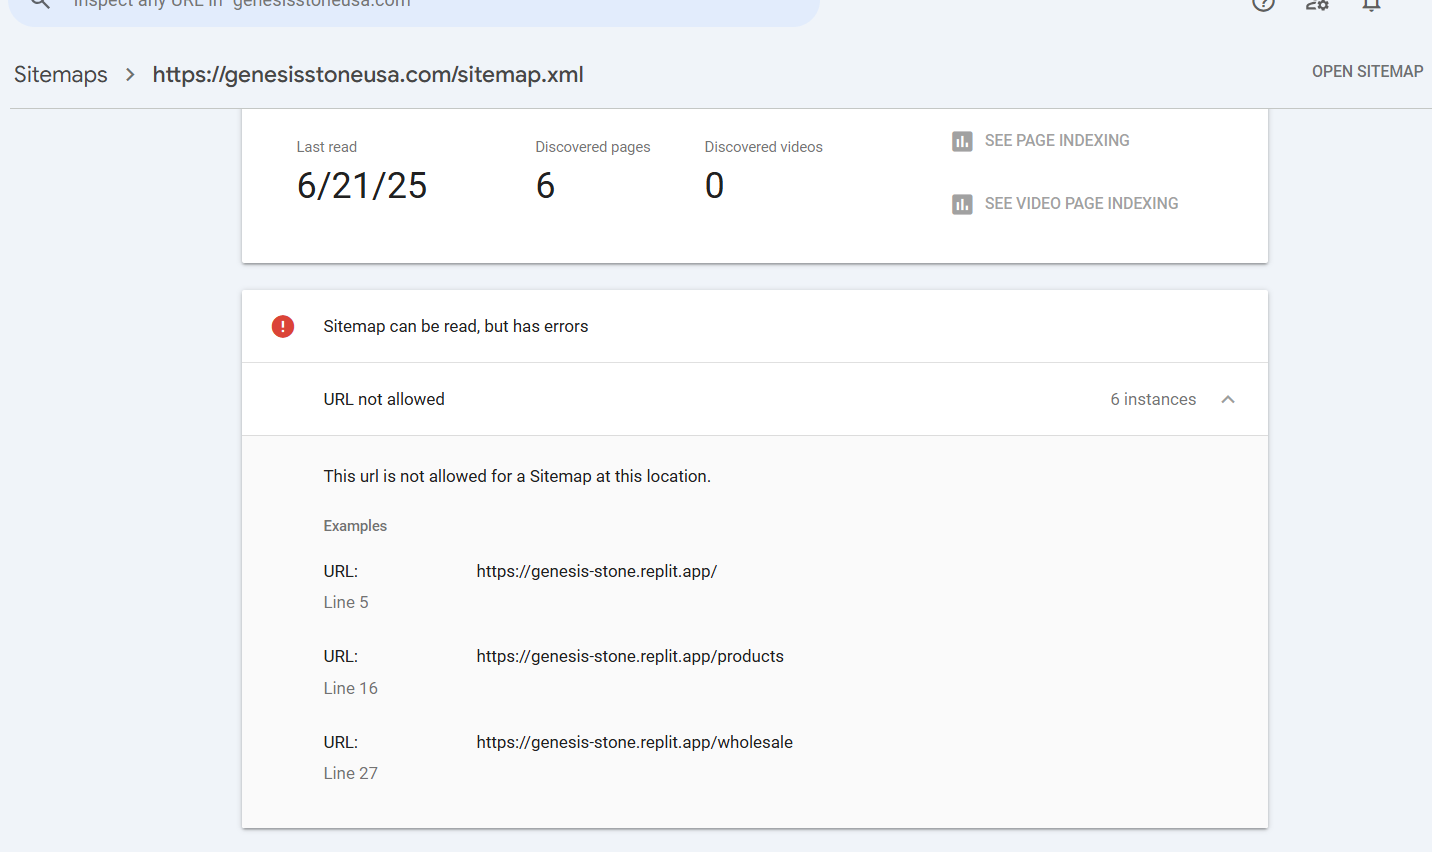 Inspect any URL in "genesisstoneusa.com"
Sitemaps > https://genesisstoneusa.com/sitemap.xml
OPEN SITEMAP
Last read
Discovered pages
Discovered videos
6/21/25
6
0
SEE PAGE INDEXING
SEE VIDEO PAGE INDEXING
Sitemap can be read, but has errors
URL not allowed
6 instances
This url is not allowed for a Sitemap at this location.
Examples
URL: https://genesis-stone.replit.app/
Line 5
URL: https://genesis-stone.replit.app/products
Line 16
URL: https://genesis-stone.replit.app/wholesale
Line 27